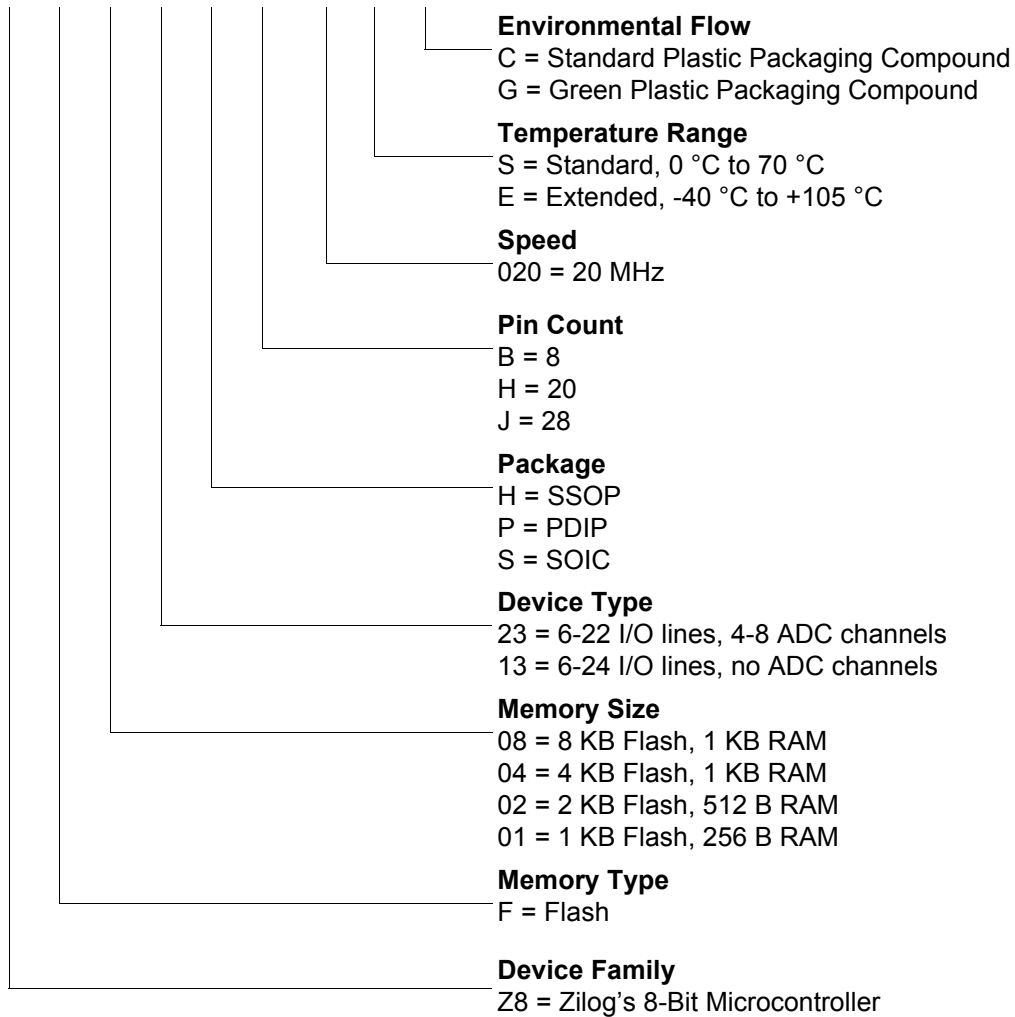 Environmental Flow
C = Standard Plastic Packaging Compound
G = Green Plastic Packaging Compound
Temperature Range
S = Standard, 0 °C to 70 °C
E = Extended, -40 °C to +105 °C
Speed
020 = 20 MHz
Pin Count
B = 8
H = 20
J = 28
Package
H = SSOP
P = PDIP
S = SOIC
Device Type
23 = 6-22 I/O lines, 4-8 ADC channels
13 = 6-24 I/O lines, no ADC channels
Memory Size
08 = 8 KB Flash, 1 KB RAM
04 = 4 KB Flash, 1 KB RAM
02 = 2 KB Flash, 512 B RAM
01 = 1 KB Flash, 256 B RAM
Memory Type
F = Flash
Device Family
Z8 = Zilog's 8-Bit Microcontroller